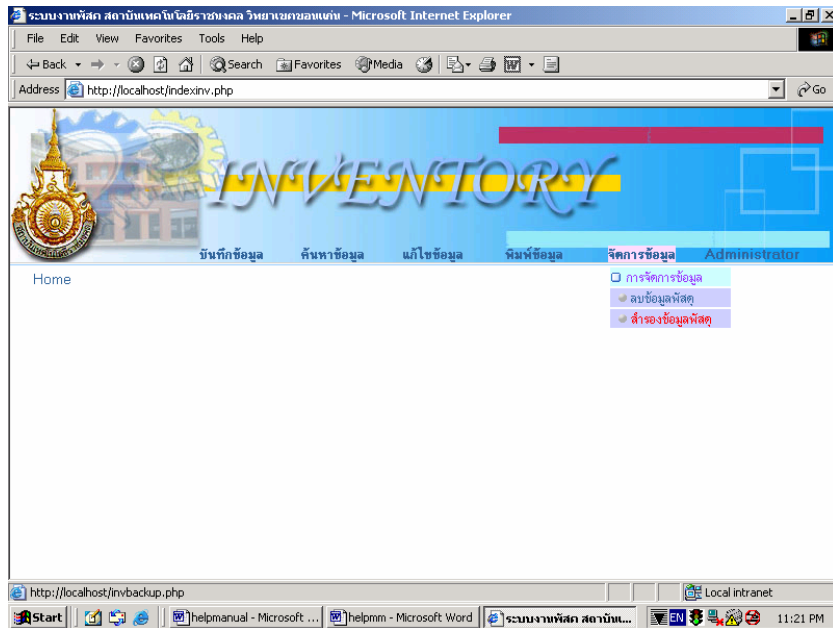 ระบบงานพัสดุ สถาบันเทคโนโลยีราชมงคล วิทยาเขตขอนแก่น - Microsoft Internet Explorer
File Edit View Favorites Tools Help
Back Search Favorites Media
Address http://localhost/indexinv.php Go
INVENTORY
บันทึกข้อมูล ค้นหาข้อมูล แก้ไขข้อมูล พิมพ์ข้อมูล จัดการข้อมูล Administrator
Home
การจัดการข้อมูล
ลบข้อมูลพัสดุ
สำรองข้อมูลพัสดุ
http://localhost/invbackup.php Local intranet
Start helpmanual - Microsoft ... helpmm - Microsoft Word ระบบงานพัสดุ สถาบันเ... EN 11:21 PM